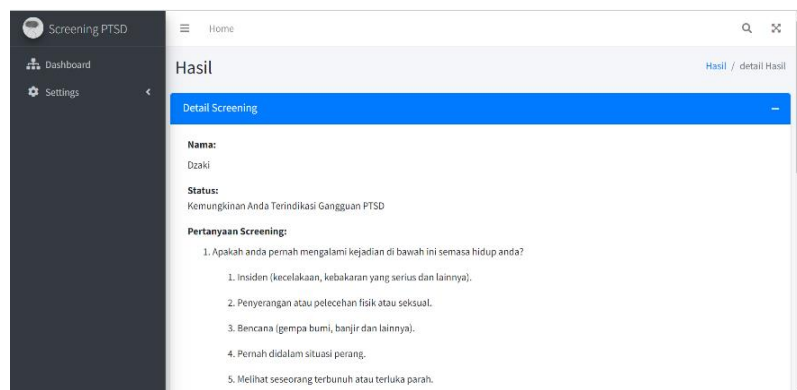 Screening PTSD
Home
Dashboard
Settings
Hasil
Hasil / detail Hasil
Detail Screening
Nama:
Dzaki
Status:
Kemungkinan Anda Terindikasi Gangguan PTSD
Pertanyaan Screening:
1. Apakah anda pernah mengalami kejadian di bawah ini semasa hidup anda?
1. Insiden (kecelakaan, kebakaran yang serius dan lainnya).
2. Penyerangan atau pelecehan fisik atau seksual.
3. Bencana (gempa bumi, banjir dan lainnya).
4. Pernah didalam situasi perang.
5. Melihat seseorang terbunuh atau terluka parah.